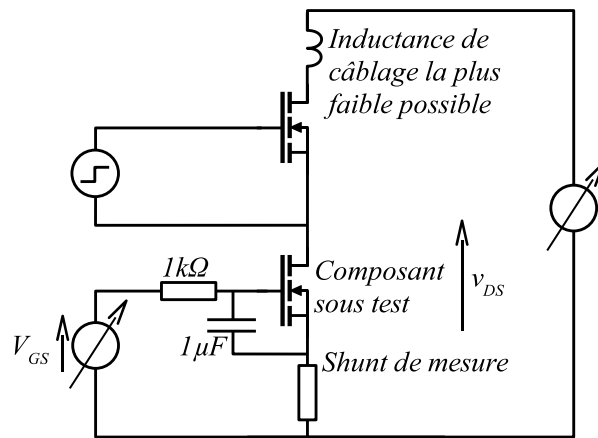 Inductance de
câblage la plus
faible possible
1kΩ
Composant
sous test
v_DS
V_GS
1µF
Shunt de mesure